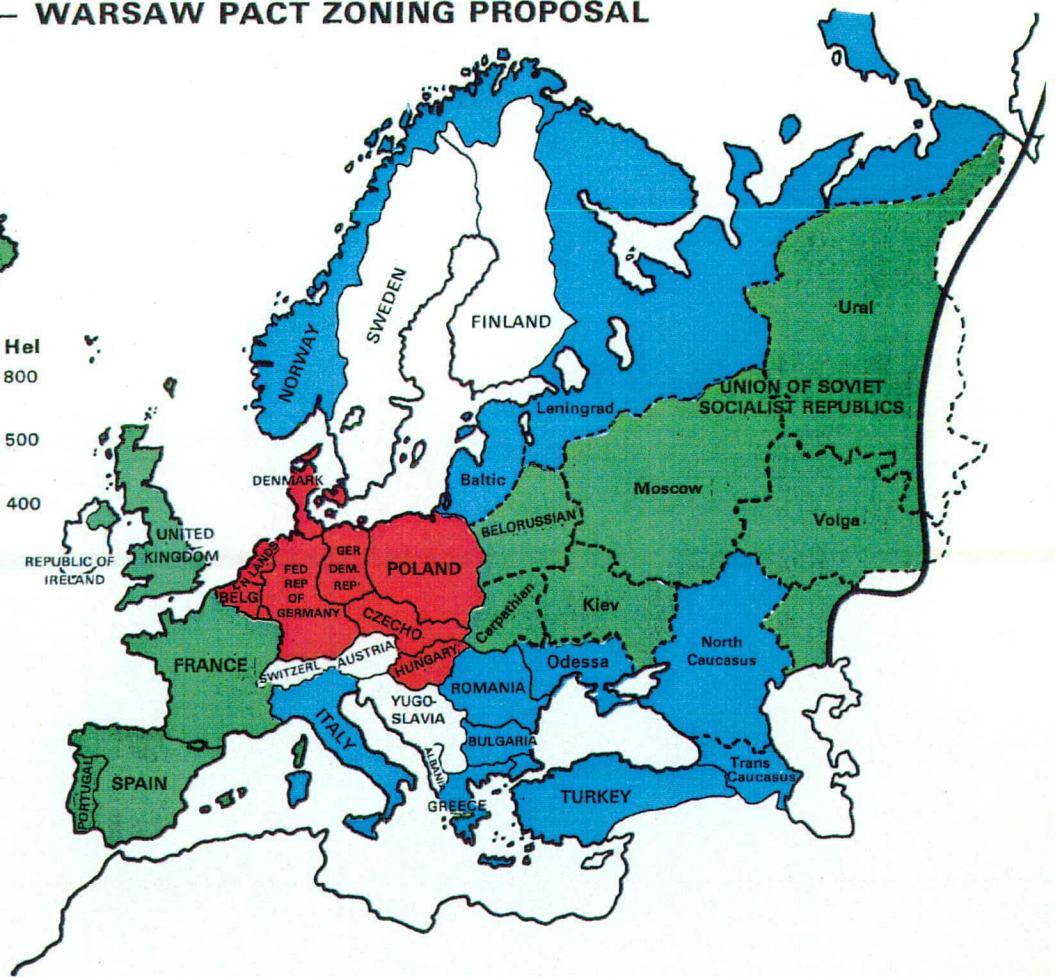 — WARSAW PACT ZONING PROPOSAL
Hel
800
500
400
NORWAY
SWEDEN
FINLAND
Ural
UNION OF SOVIET
SOCIALIST REPUBLICS
Leningrad
Baltic
Moscow
Volga
DENMARK
BELORUSSIAN
UNITED
KINGDOM
REPUBLIC OF
IRELAND
N'LANDS
BELG
FED
REP
OF
GERMANY
GER
DEM.
REP
POLAND
CZECHO
Carpathian
Kiev
FRANCE
SWITZERL
AUSTRIA
HUNGARY
Odessa
North
Caucasus
ROMANIA
YUGO-
SLAVIA
ITALY
BULGARIA
ALBANIA
Trans
Caucasus
PORTUGAL
SPAIN
GREECE
TURKEY